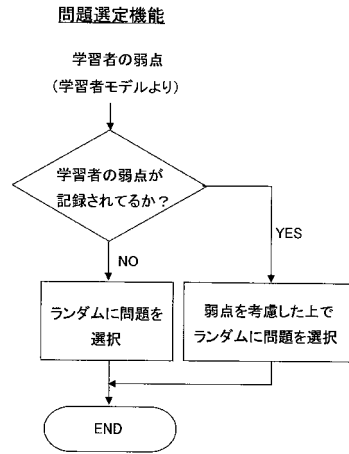 問題選定機能
学習者の弱点
(学習者モデルより)
学習者の弱点が
記録されてるか?
YES
NO
ランダムに問題を
選択
弱点を考慮した上で
ランダムに問題を選択
END